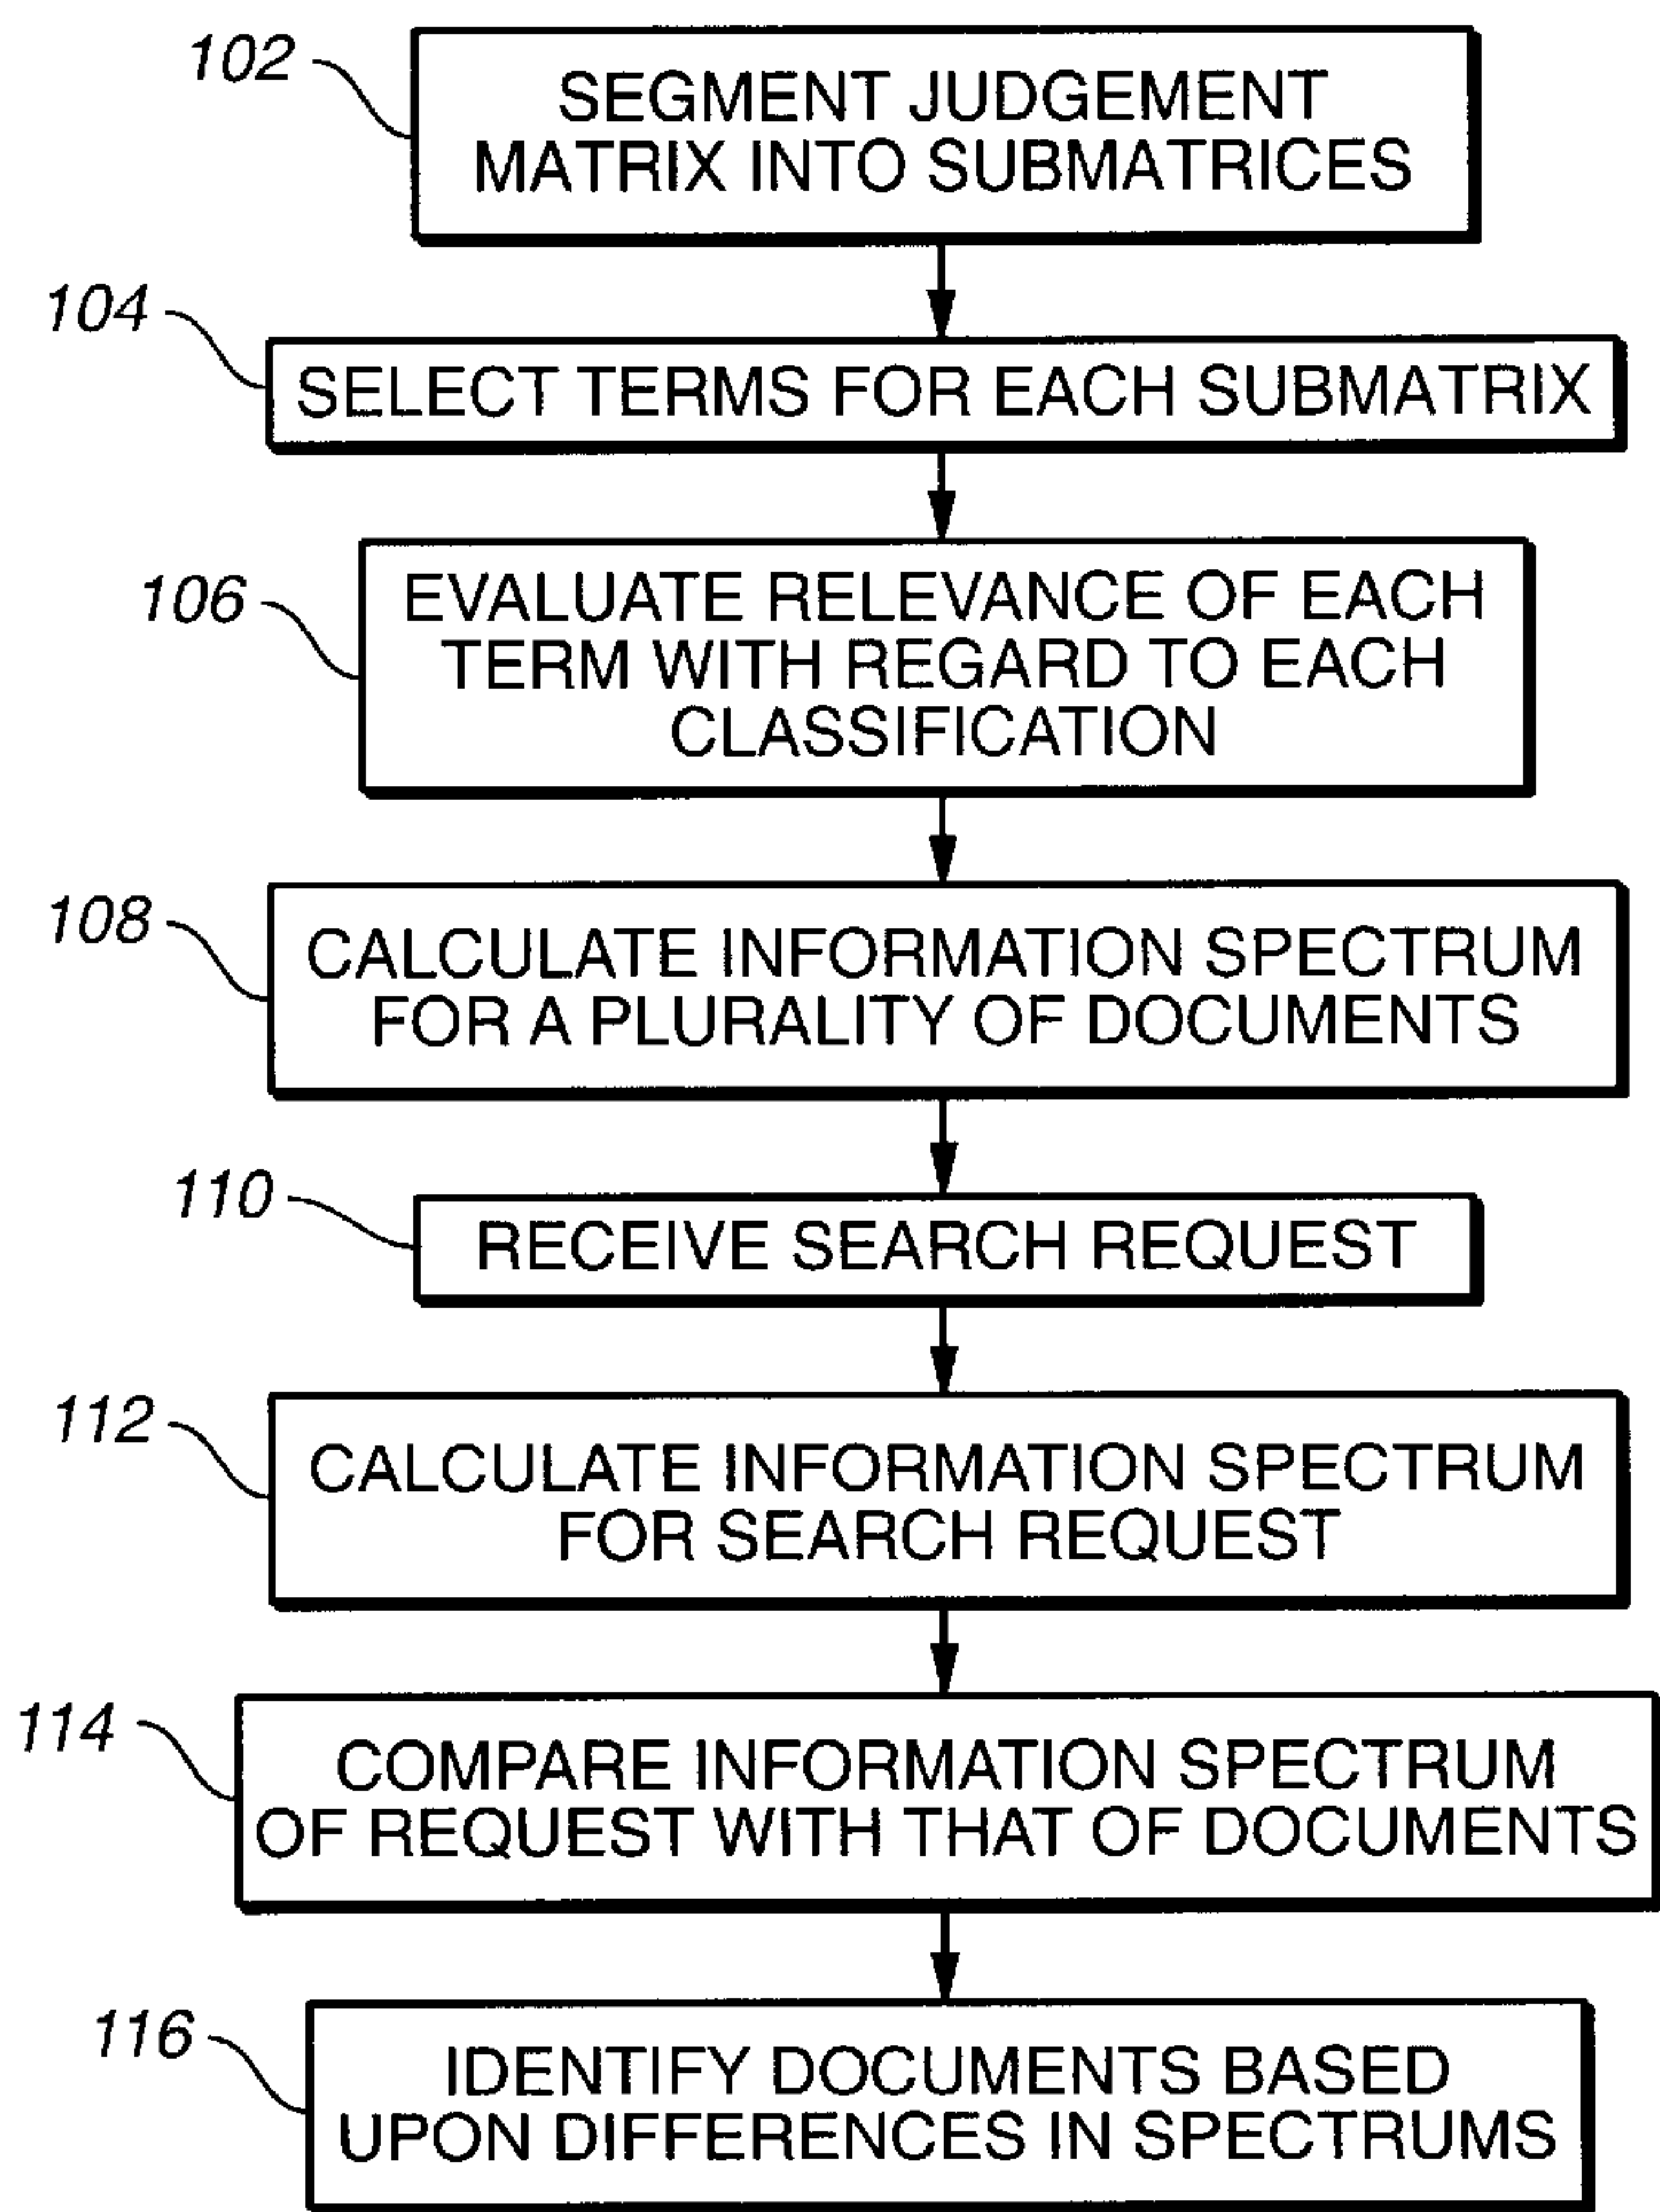 102
SEGMENT JUDGEMENT
MATRIX INTO SUBMATRICES
104
SELECT TERMS FOR EACH SUBMATRIX
106
EVALUATE RELEVANCE OF EACH
TERM WITH REGARD TO EACH
CLASSIFICATION
108
CALCULATE INFORMATION SPECTRUM
FOR A PLURALITY OF DOCUMENTS
110
RECEIVE SEARCH REQUEST
112
CALCULATE INFORMATION SPECTRUM
FOR SEARCH REQUEST
114
COMPARE INFORMATION SPECTRUM
OF REQUEST WITH THAT OF DOCUMENTS
116
IDENTIFY DOCUMENTS BASED
UPON DIFFERENCES IN SPECTRUMS